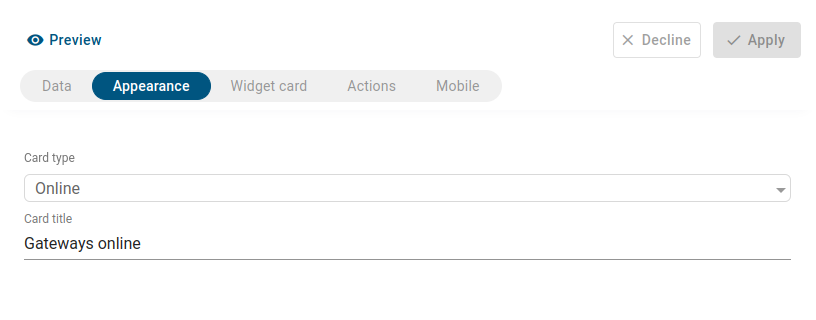 Preview
Decline
Apply
Data
Appearance
Widget card
Actions
Mobile
Card type
Online
Card title
Gateways online